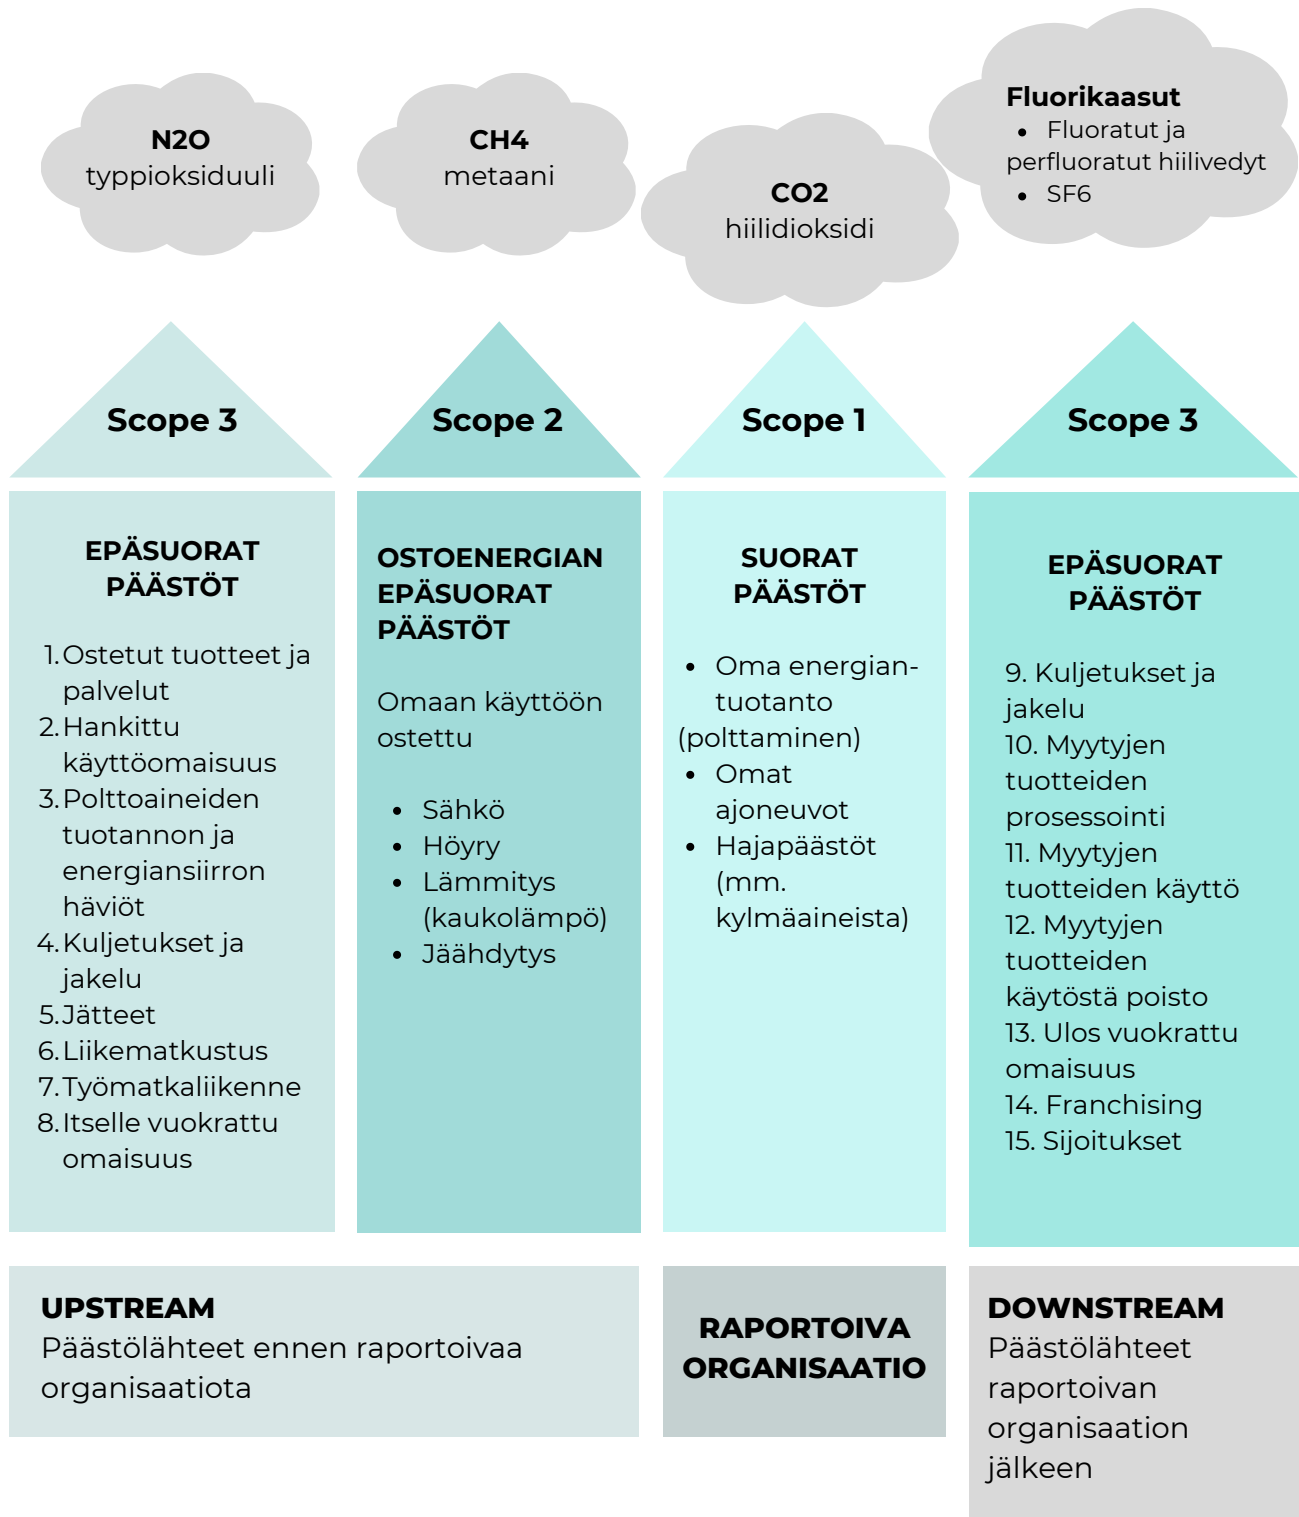 N2O
typpioksiduuli
CH4
metaani
CO2
hiilidioksidi
Fluorikaasut
• Fluoratut ja
perfluoratut hiilivedyt
• SF6
Scope 3
EPÄSUORAT
PÄÄSTÖT
1. Ostetut tuotteet ja
palvelut
2. Hankittu
käyttöomaisuus
3. Polttoaineiden
tuotannon ja
energiansiirron
häviöt
4. Kuljetukset ja
jakelu
5. Jätteet
6. Liikematkustus
7. Työmatkaliikenne
8. Itselle vuokrattu
omaisuus
Scope 2
OSTOENERGIAN
EPÄSUORAT
PÄÄSTÖT
Omaan käyttöön
ostettu
• Sähkö
• Höyry
• Lämmitys
(kaukolämpö)
• Jäähdytys
Scope 1
SUORAT
PÄÄSTÖT
• Oma energian-
tuotanto
(polttaminen)
• Omat
ajoneuvot
• Hajapäästöt
(mm.
kylmäaineista)
Scope 3
EPÄSUORAT
PÄÄSTÖT
9. Kuljetukset ja
jakelu
10. Myytyjen
tuotteiden
prosessointi
11. Myytyjen
tuotteiden käyttö
12. Myytyjen
tuotteiden
käytöstä poisto
13. Ulos vuokrattu
omaisuus
14. Franchising
15. Sijoitukset
UPSTREAM
Päästölähteet ennen raportoivaa
organisaatiota
RAPORTOIVA
ORGANISAATIO
DOWNSTREAM
Päästölähteet
raportoivan
organisaation
jälkeen